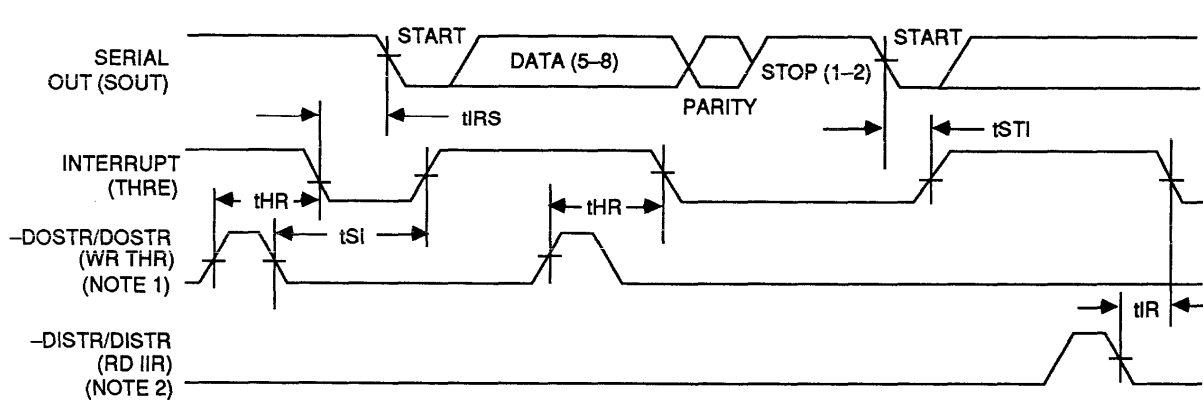 SERIAL
OUT (SOUT)
START
DATA (5–8)
PARITY
STOP (1–2)
START
tIRS
tSTI
INTERRUPT
(THRE)
tHR
tHR
tSI
–DOSTR/DOSTR
(WR THR)
(NOTE 1)
tIR
–DISTR/DISTR
(RD IIR)
(NOTE 2)